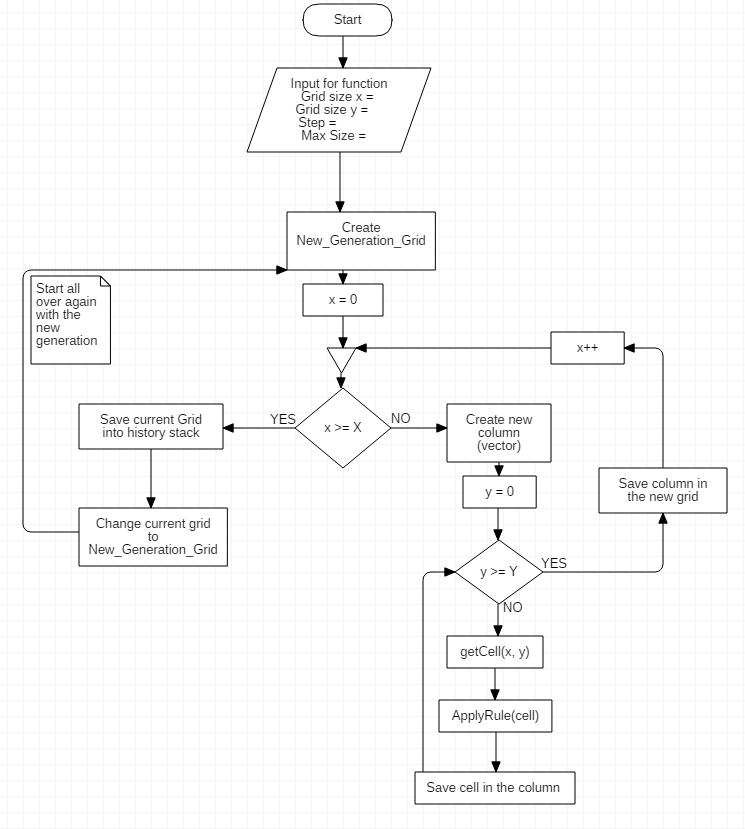 Start
Input for function
Grid size x =
Grid size y =
Step =
Max Size =
Create
New_Generation_Grid
Start all
over again
with the
new
generation
x = 0
x++
Save current Grid
into history stack
YES
x >= X
NO
Create new
column
(vector)
Save column in
the new grid
y = 0
Change current grid
to
New_Generation_Grid
y >= Y
YES
NO
getCell(x, y)
ApplyRule(cell)
Save cell in the column